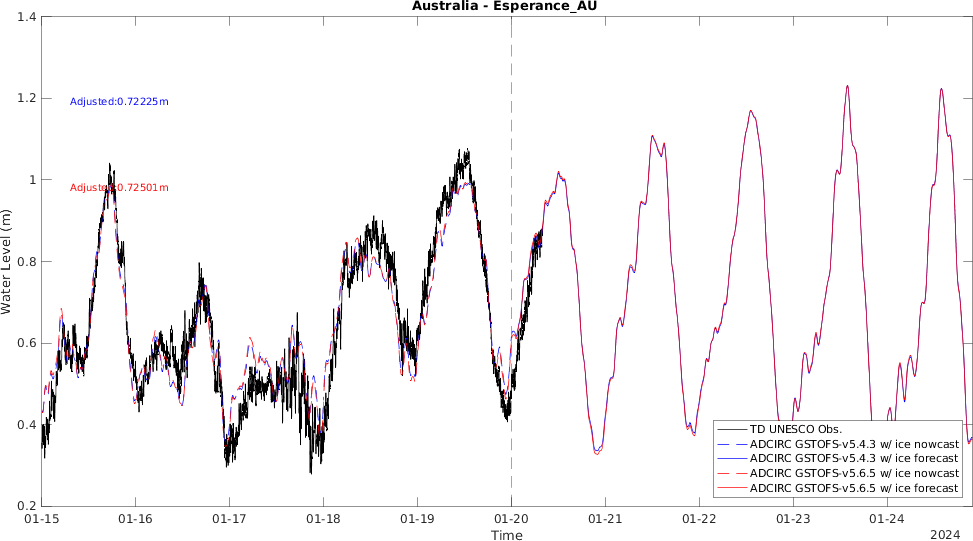 Australia - Esperance_AU
1.4
1.2
1
0.8
0.6
0.4
0.2
Water Level (m)
Adjusted:0.72225m
Adjusted:0.72501m
TD UNESCO Obs.
ADCIRC GSTOFS-v5.4.3 w/ ice nowcast
ADCIRC GSTOFS-v5.4.3 w/ ice forecast
ADCIRC GSTOFS-v5.6.5 w/ ice nowcast
ADCIRC GSTOFS-v5.6.5 w/ ice forecast
01-15 01-16 01-17 01-18 01-19 01-20 01-21 01-22 01-23 01-24
Time
2024